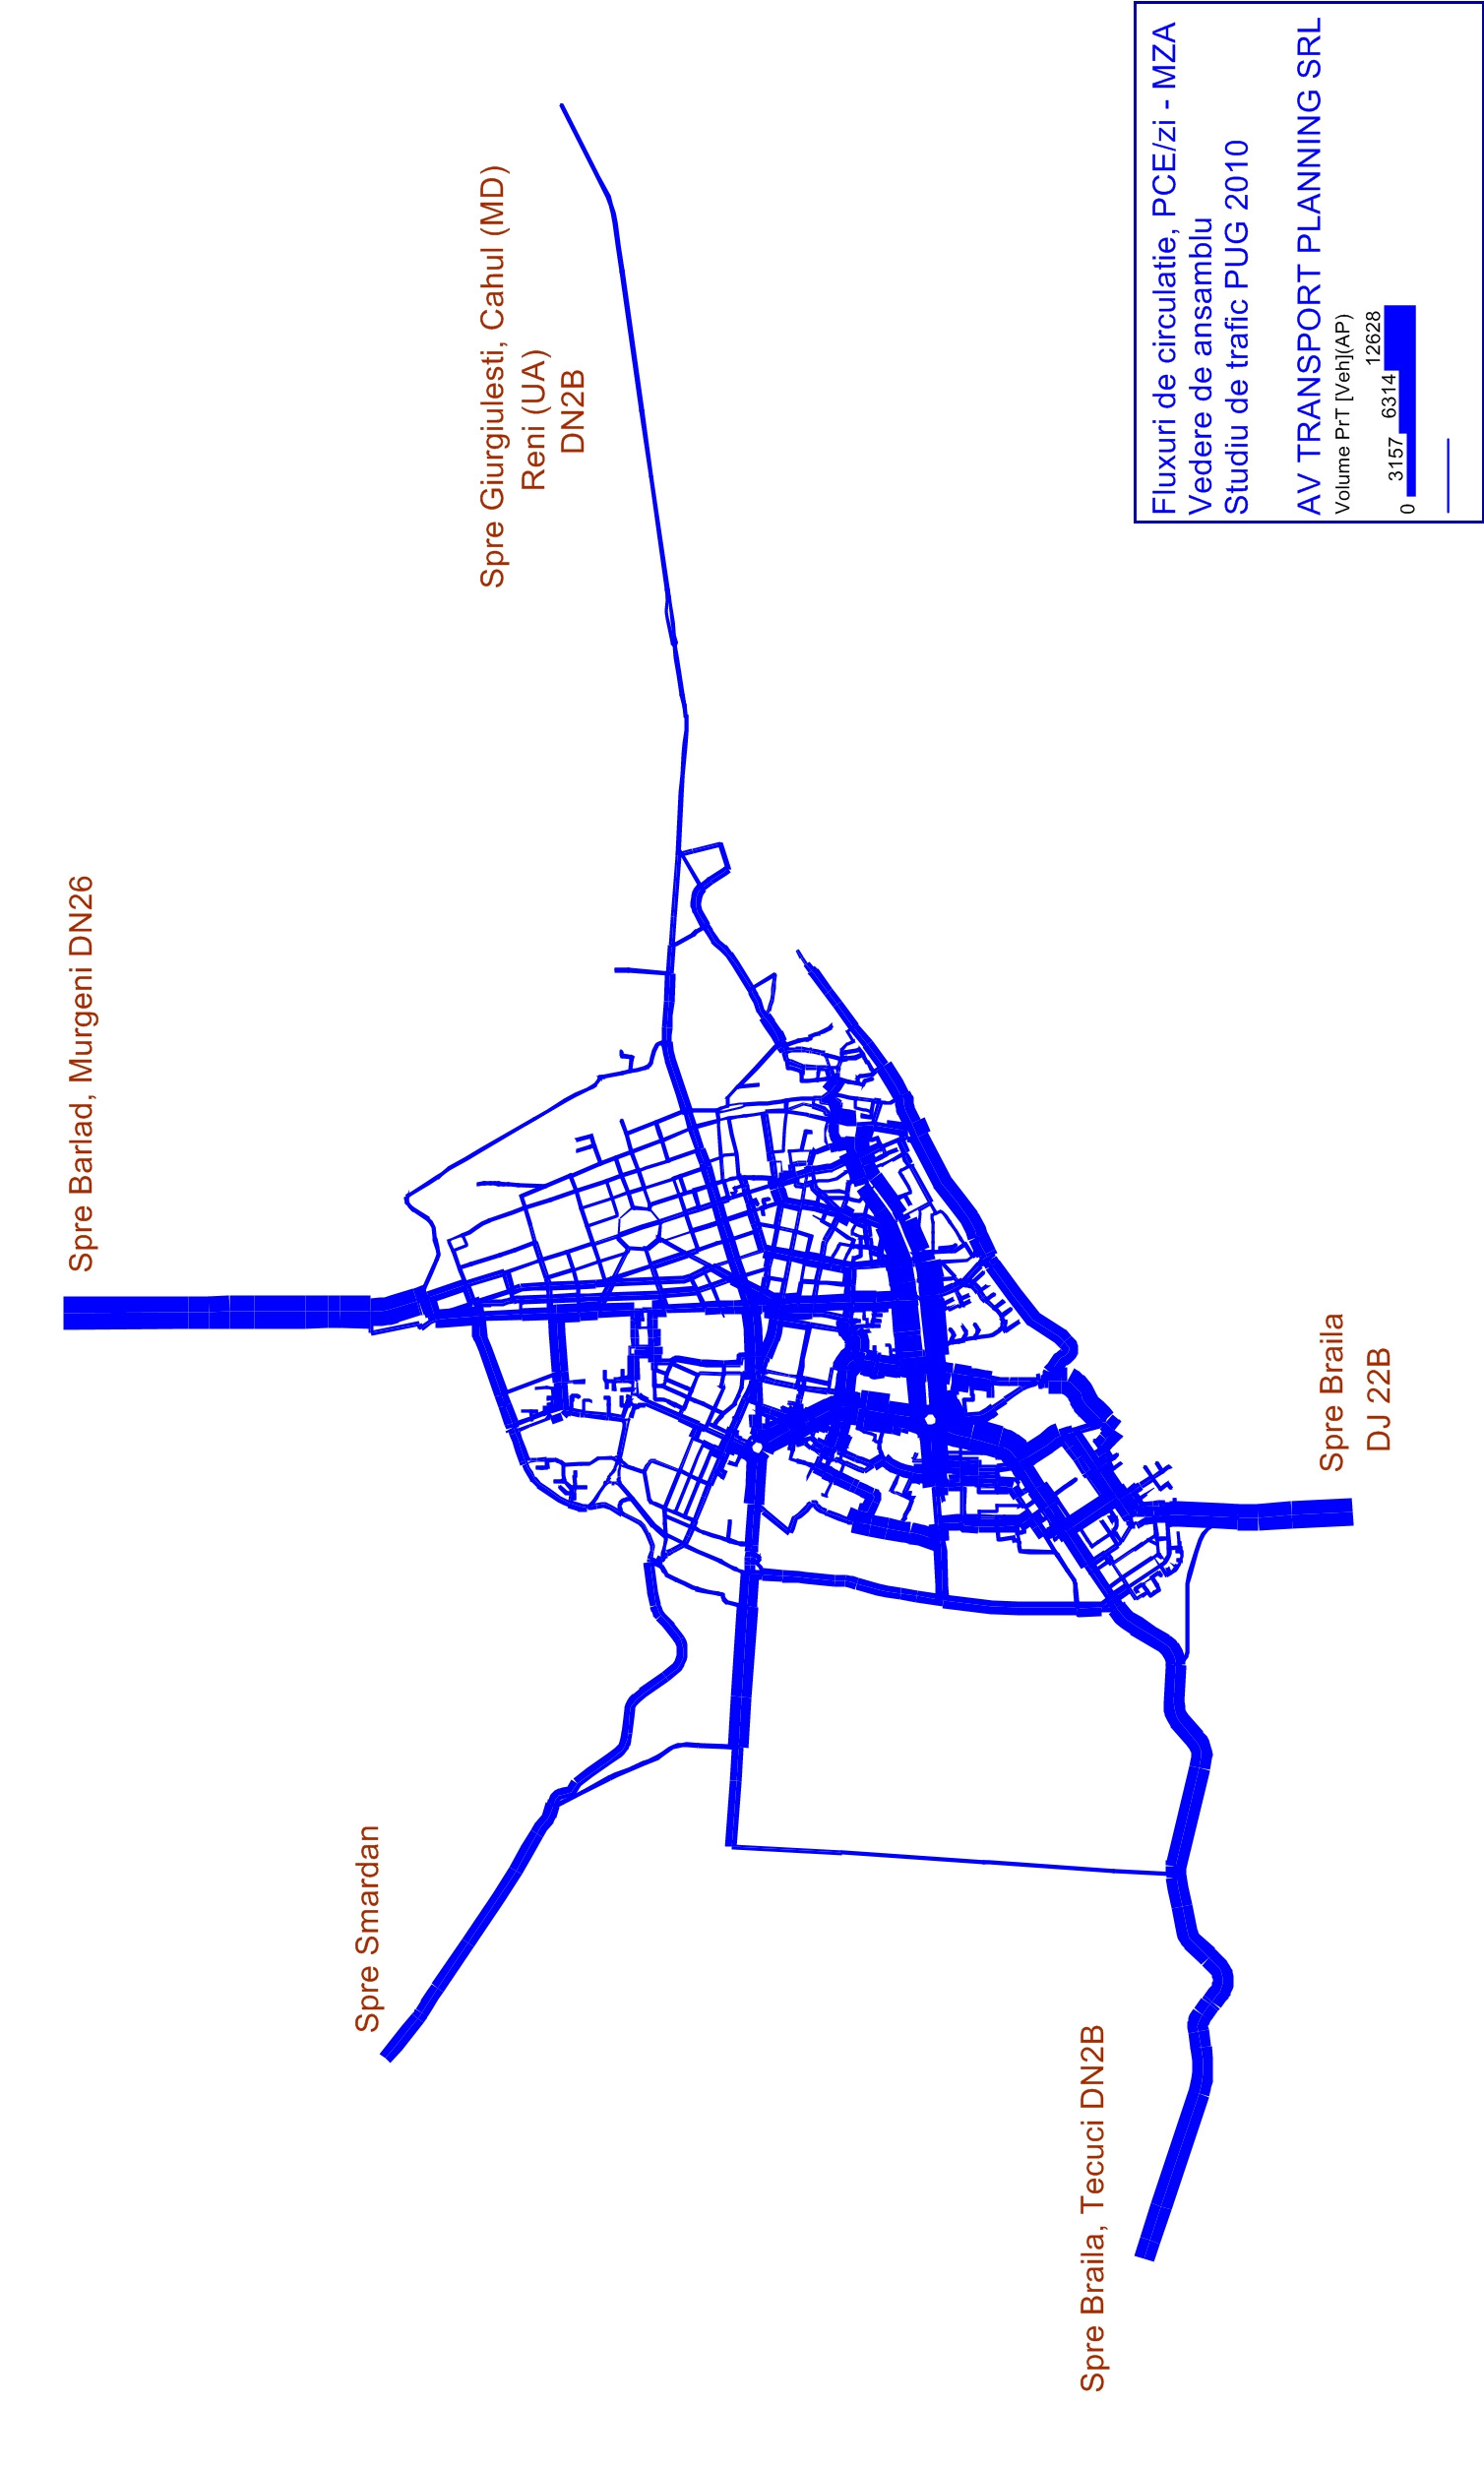 Spre Barlad, Murgeni DN26
Spre Giurgiulesti, Cahul (MD)
Reni (UA)
DN2B
Spre Smardan
Spre Braila, Tecuci DN2B
Spre Braila
DJ 22B
Fluxuri de circulatie, PCE/zi - MZA
Vedere de ansamblu
Studiu de trafic PUG 2010
AV TRANSPORT PLANNING SRL
Volume PrT [Veh](AP)
0 3157 6314 12628